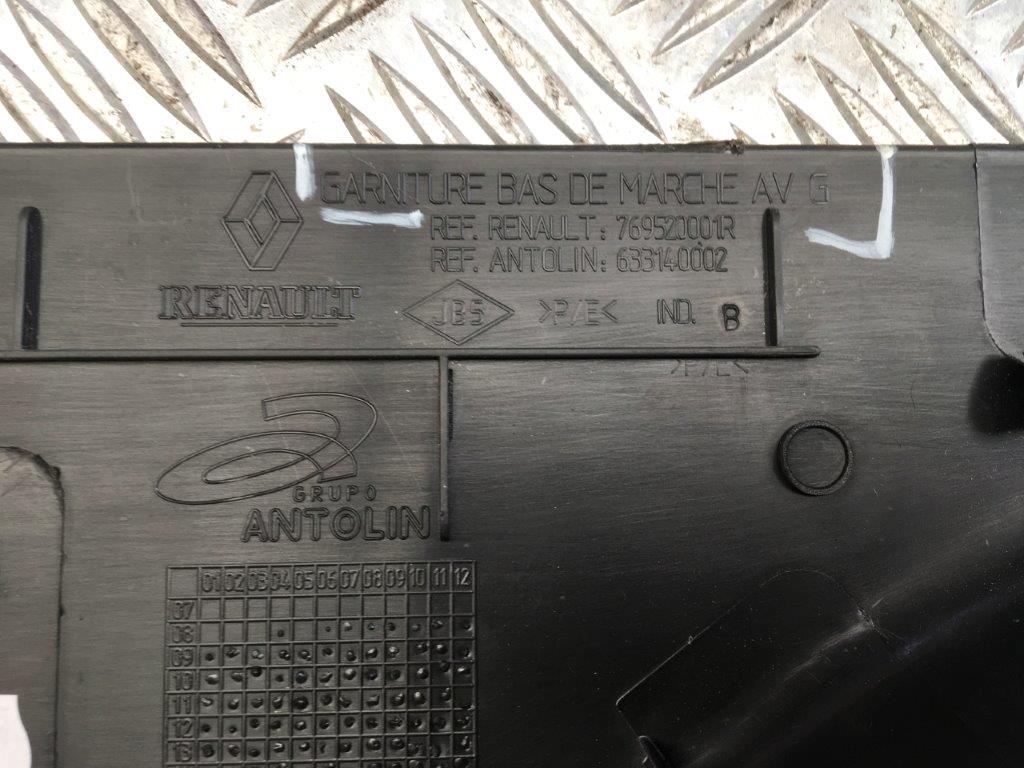 GARNITURE BAS DE MARCHE AV G
REF. RENAULT: 769520001R
REF. ANTOLIN: 633140002
RENAULT JB5 >P/E< IND. B
>P/E<
GRUPO
ANTOLIN
01 02 03 04 05 06 07 08 09 10 11 12
07
08
09
10
11
12
13